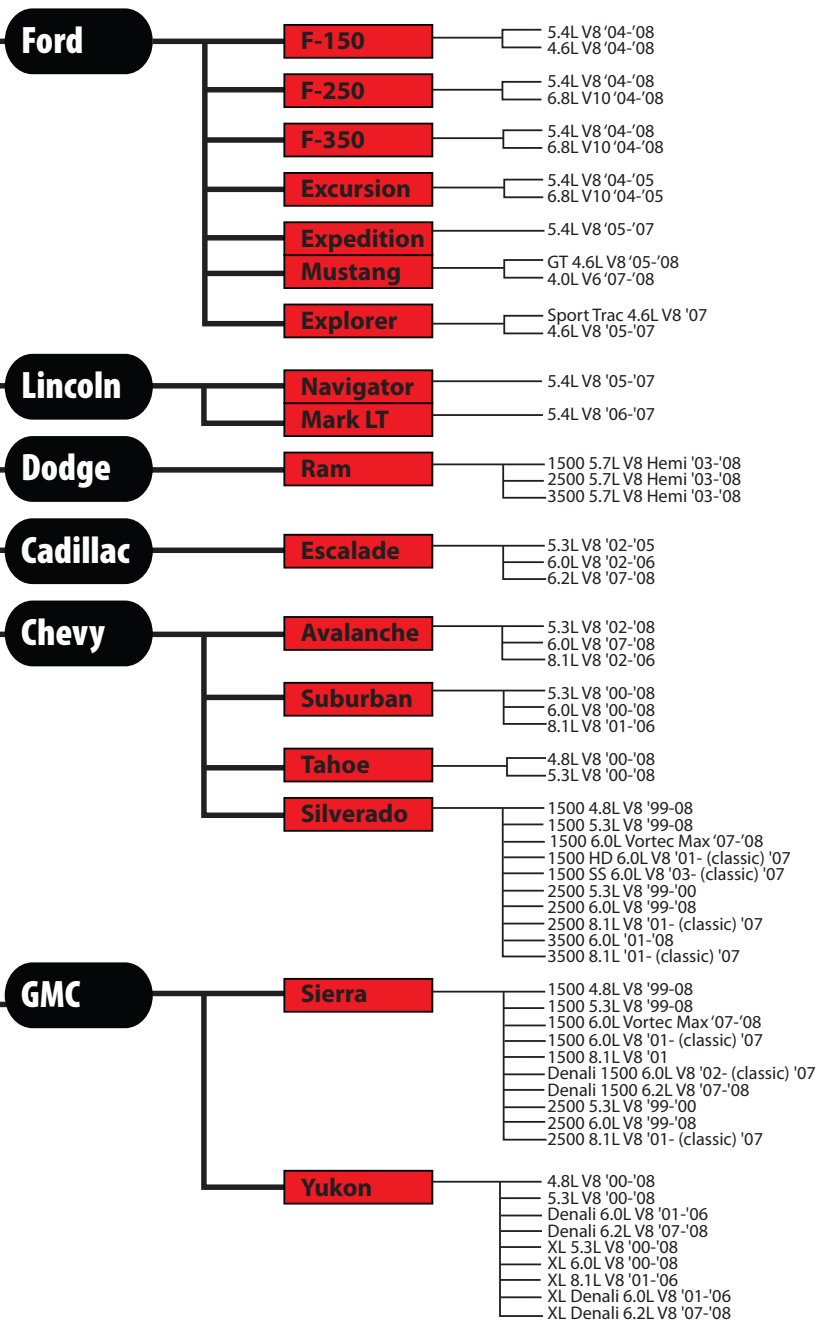 Ford
F-150
5.4L V8 ‘04-’08
4.6L V8 ‘04-’08
F-250
5.4L V8 ‘04-’08
6.8L V10 ‘04-’08
F-350
5.4L V8 ‘04-’08
6.8L V10 ‘04-’08
Excursion
5.4L V8 ‘04-’05
6.8L V10 ‘04-’05
Expedition
5.4L V8 ‘05-’07
Mustang
GT 4.6L V8 ‘05-’08
4.0L V6 ‘07-’08
Explorer
Sport Trac 4.6L V8 '07
4.6L V8 '05-'07
Lincoln
Navigator
5.4L V8 '05-'07
Mark LT
5.4L V8 '06-'07
Dodge
Ram
1500 5.7L V8 Hemi '03-'08
2500 5.7L V8 Hemi '03-'08
3500 5.7L V8 Hemi '03-'08
Cadillac
Escalade
5.3L V8 '02-'05
6.0L V8 '02-'06
6.2L V8 '07-'08
Chevy
Avalanche
5.3L V8 '02-'08
6.0L V8 '07-'08
8.1L V8 '02-'06
Suburban
5.3L V8 '00-'08
6.0L V8 '00-'08
8.1L V8 '01-'06
Tahoe
4.8L V8 '00-'08
5.3L V8 '00-'08
Silverado
1500 4.8L V8 '99-08
1500 5.3L V8 '99-08
1500 6.0L Vortec Max ‘07-’08
1500 HD 6.0L V8 '01- (classic) '07
1500 SS 6.0L V8 '03- (classic) '07
2500 5.3L V8 '99-'00
2500 6.0L V8 '99-'08
2500 8.1L V8 '01- (classic) '07
3500 6.0L '01-'08
3500 8.1L '01- (classic) '07
GMC
Sierra
1500 4.8L V8 '99-08
1500 5.3L V8 '99-08
1500 6.0L Vortec Max ‘07-’08
1500 6.0L V8 '01- (classic) '07
1500 8.1L V8 '01
Denali 1500 6.0L V8 '02- (classic) '07
Denali 1500 6.2L V8 '07-'08
2500 5.3L V8 '99-'00
2500 6.0L V8 '99-'08
2500 8.1L V8 '01- (classic) '07
Yukon
4.8L V8 '00-'08
5.3L V8 '00-'08
Denali 6.0L V8 '01-'06
Denali 6.2L V8 '07-'08
XL 5.3L V8 '00-'08
XL 6.0L V8 '00-'08
XL 8.1L V8 '01-'06
XL Denali 6.0L V8 '01-'06
XL Denali 6.2L V8 '07-'08